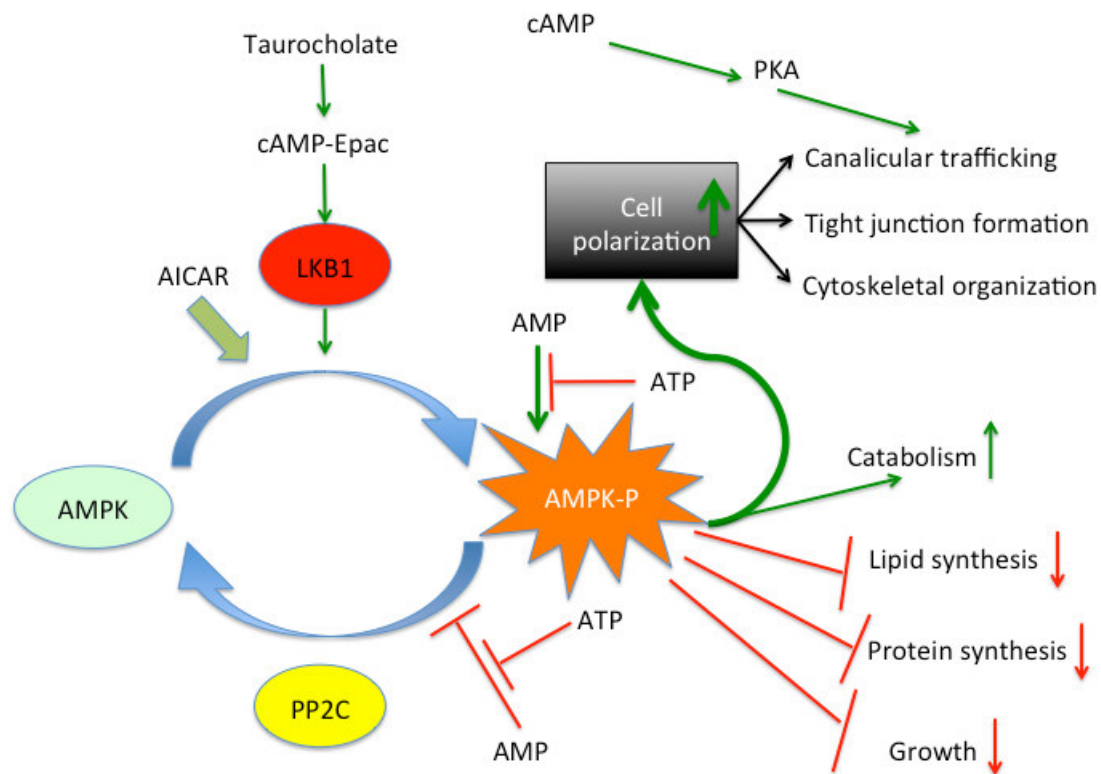 Taurocholate
cAMP
PKA
cAMP-Epac
Canalicular trafficking
Cell
polarization
Tight junction formation
LKB1
AICAR
Cytoskeletal organization
AMP
ATP
Catabolism
AMPK
AMPK-P
Lipid synthesis
ATP
Protein synthesis
PP2C
AMP
Growth